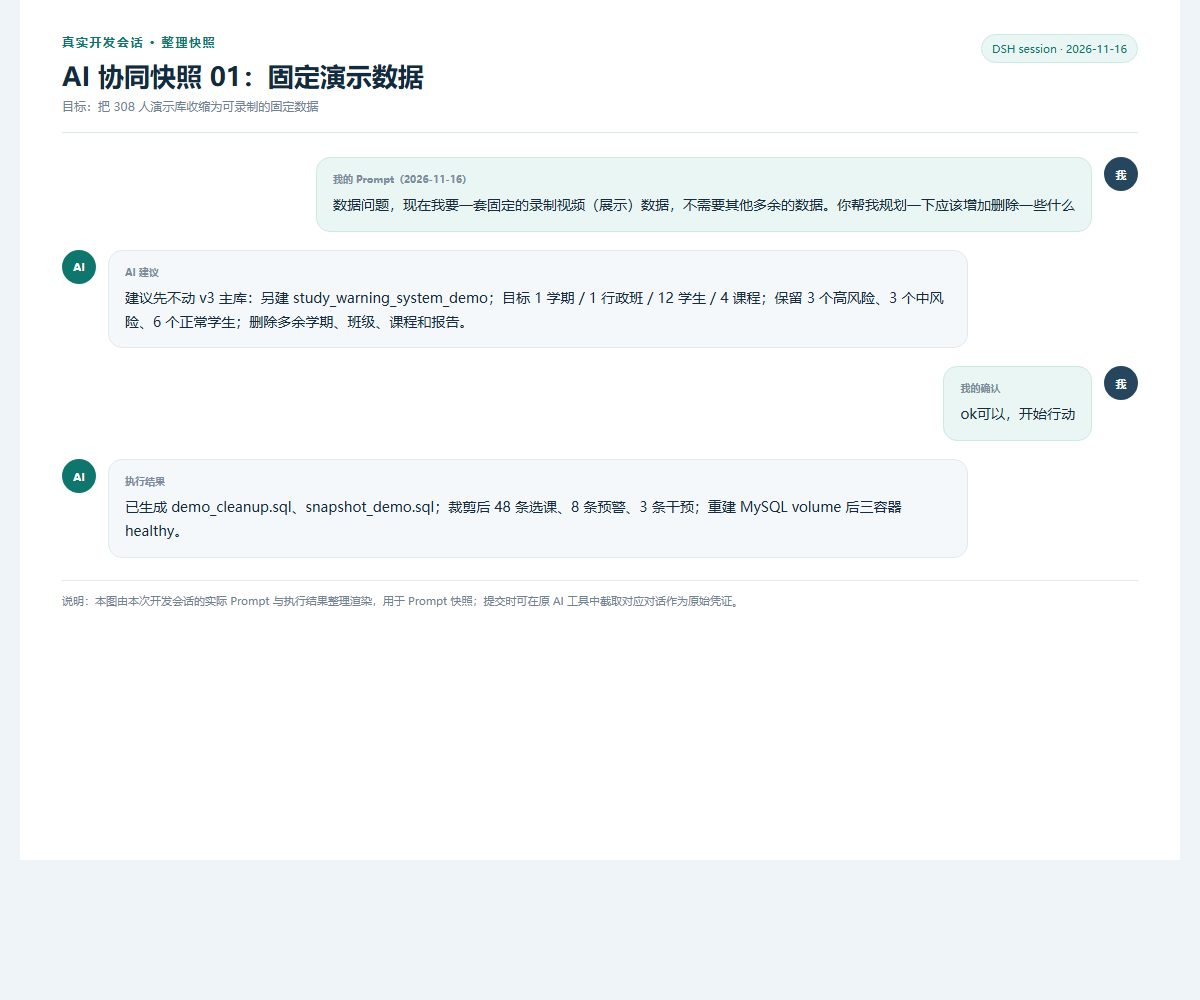 真实开发会话 · 整理快照
DSH session · 2026-11-16
AI 协同快照 01：固定演示数据
目标：把 308 人演示库收缩为可录制的固定数据
我的 Prompt（2026-11-16）
我
数据问题，现在我要一套固定的录制视频（展示）数据，不需要其他多余的数据。你帮我规划一下应该增加删除一些什么
AI
AI 建议
建议先不动 v3 主库：另建 study_warning_system_demo；目标 1 学期 / 1 行政班 / 12 学生 / 4 课程；保留 3 个高风险、3 个中风
险、6 个正常学生；删除多余学期、班级、课程和报告。
我的确认
我
ok可以，开始行动
AI
执行结果
已生成 demo_cleanup.sql、snapshot_demo.sql；裁剪后 48 条选课、8 条预警、3 条干预；重建 MySQL volume 后三容器
healthy。
说明：本图由本次开发会话的实际 Prompt 与执行结果整理渲染，用于 Prompt 快照；提交时可在原 AI 工具中截取对应对话作为原始凭证。